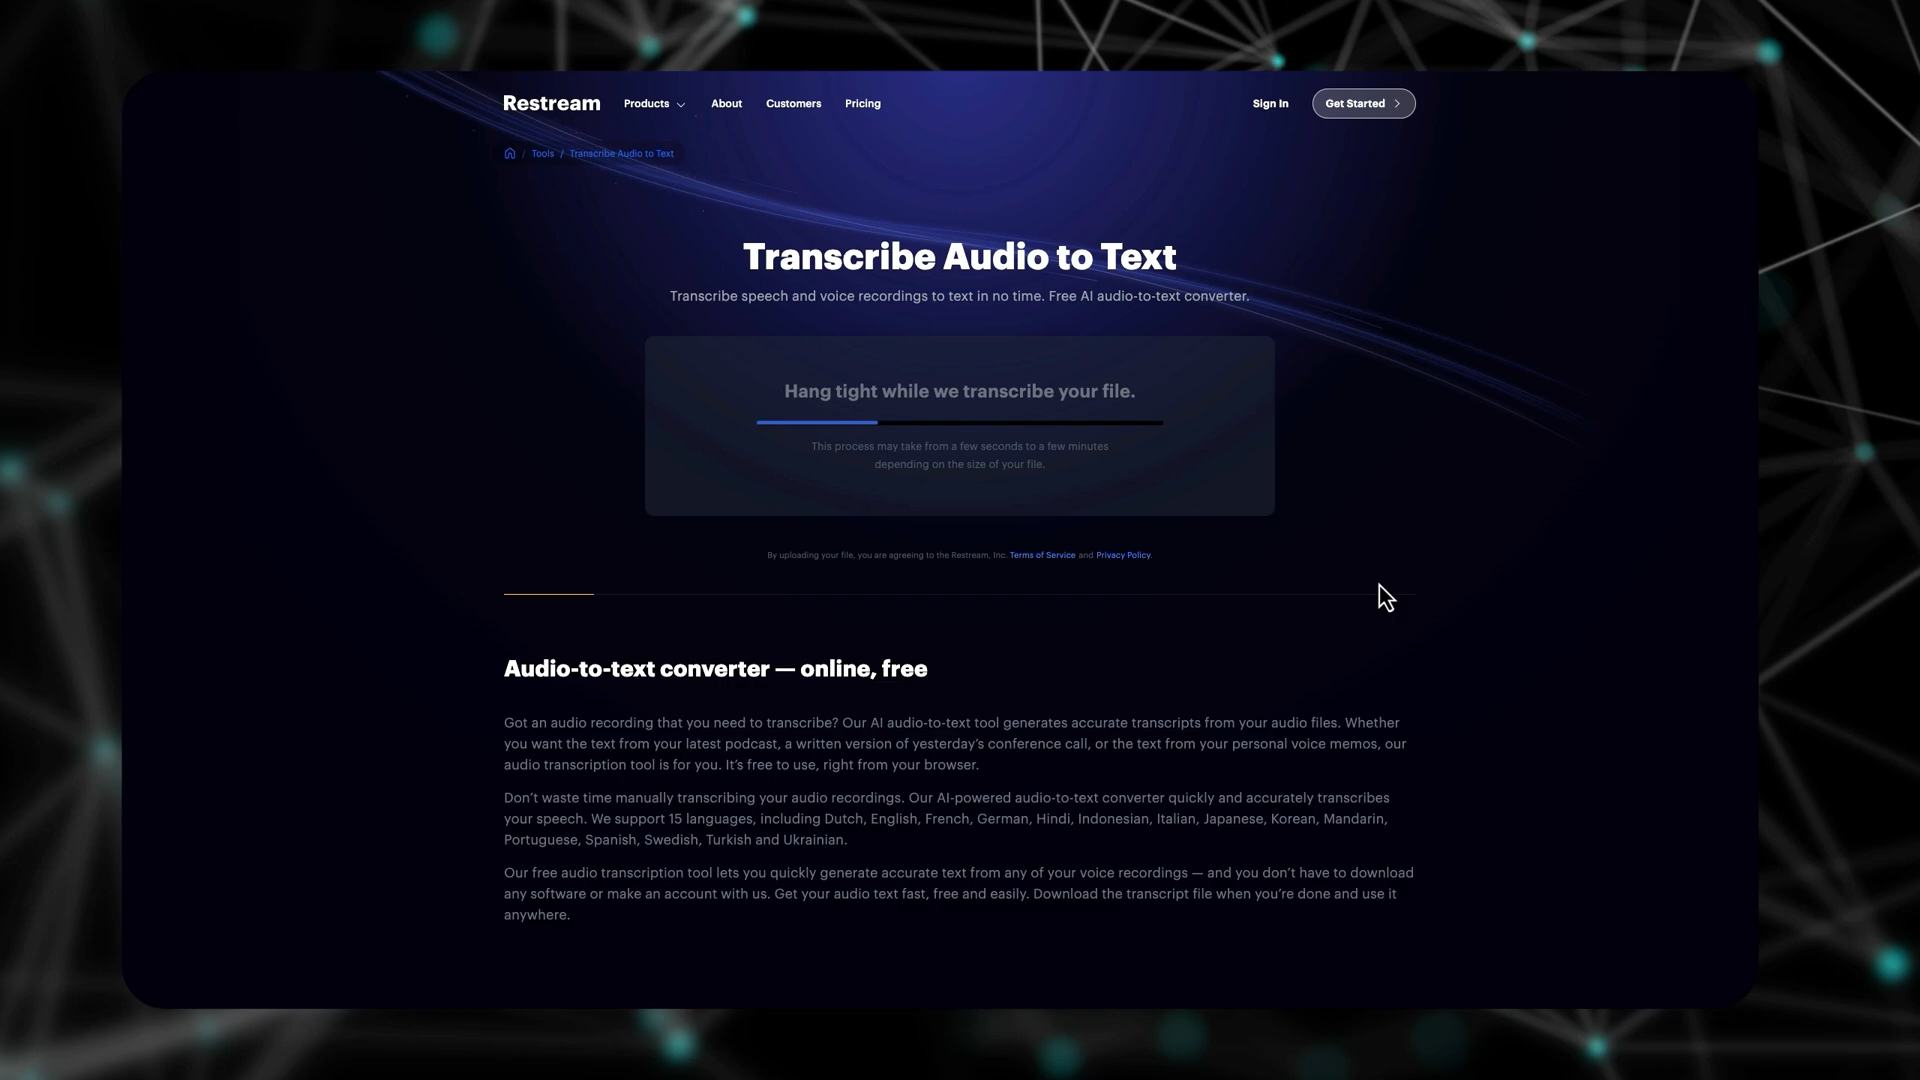 Restream Products About Customers Pricing Sign In Get Started
/ Tools / Transcribe Audio to Text
Transcribe Audio to Text
Transcribe speech and voice recordings to text in no time. Free AI audio-to-text converter.
Hang tight while we transcribe your file.
This process may take from a few seconds to a few minutes
depending on the size of your file.
By uploading your file, you are agreeing to the Restream, Inc. Terms of Service and Privacy Policy.
Audio-to-text converter — online, free
Got an audio recording that you need to transcribe? Our AI audio-to-text tool generates accurate transcripts from your audio files. Whether
you want the text from your latest podcast, a written version of yesterday’s conference call, or the text from your personal voice memos, our
audio transcription tool is for you. It’s free to use, right from your browser.
Don’t waste time manually transcribing your audio recordings. Our AI-powered audio-to-text converter quickly and accurately transcribes
your speech. We support 15 languages, including Dutch, English, French, German, Hindi, Indonesian, Italian, Japanese, Korean, Mandarin,
Portuguese, Spanish, Swedish, Turkish and Ukrainian.
Our free audio transcription tool lets you quickly generate accurate text from any of your voice recordings — and you don’t have to download
any software or make an account with us. Get your audio text fast, free and easily. Download the transcript file when you’re done and use it
anywhere.